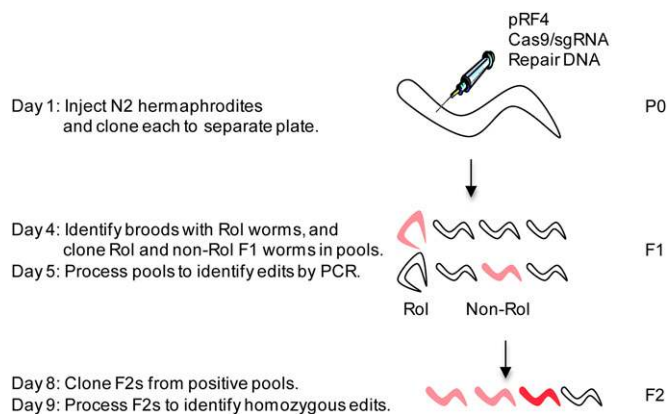 pRF4
Cas9/sgRNA
Repair DNA
Day 1: Inject N2 hermaphrodites
and clone each to separate plate.
P0
Day 4: Identify broods with Rol worms, and
clone Rol and non-Rol F1 worms in pools.
Day 5: Process pools to identify edits by PCR.
F1
Rol
Non-Rol
Day 8: Clone F2s from positive pools.
Day 9: Process F2s to identify homozygous edits.
F2